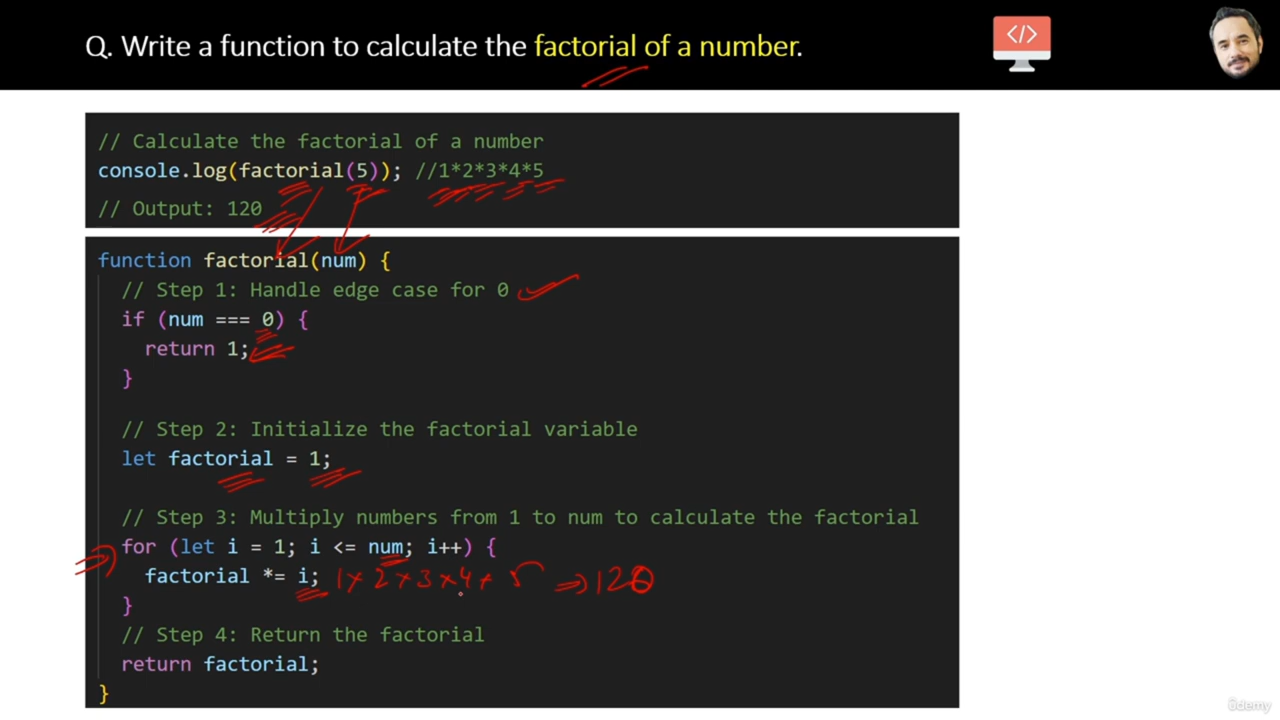 Q. Write a function to calculate the factorial of a number.
</>
// Calculate the factorial of a number
console.log(factorial(5)); //1*2*3*4*5
// Output: 120
function factorial(num) {
// Step 1: Handle edge case for 0
if (num === 0) {
return 1;
}
// Step 2: Initialize the factorial variable
let factorial = 1;
// Step 3: Multiply numbers from 1 to num to calculate the factorial
for (let i = 1; i <= num; i++) {
factorial *= i; 1 x 2 x 3 x 4 x 5 => 120
}
// Step 4: Return the factorial
return factorial;
}
ûdemy